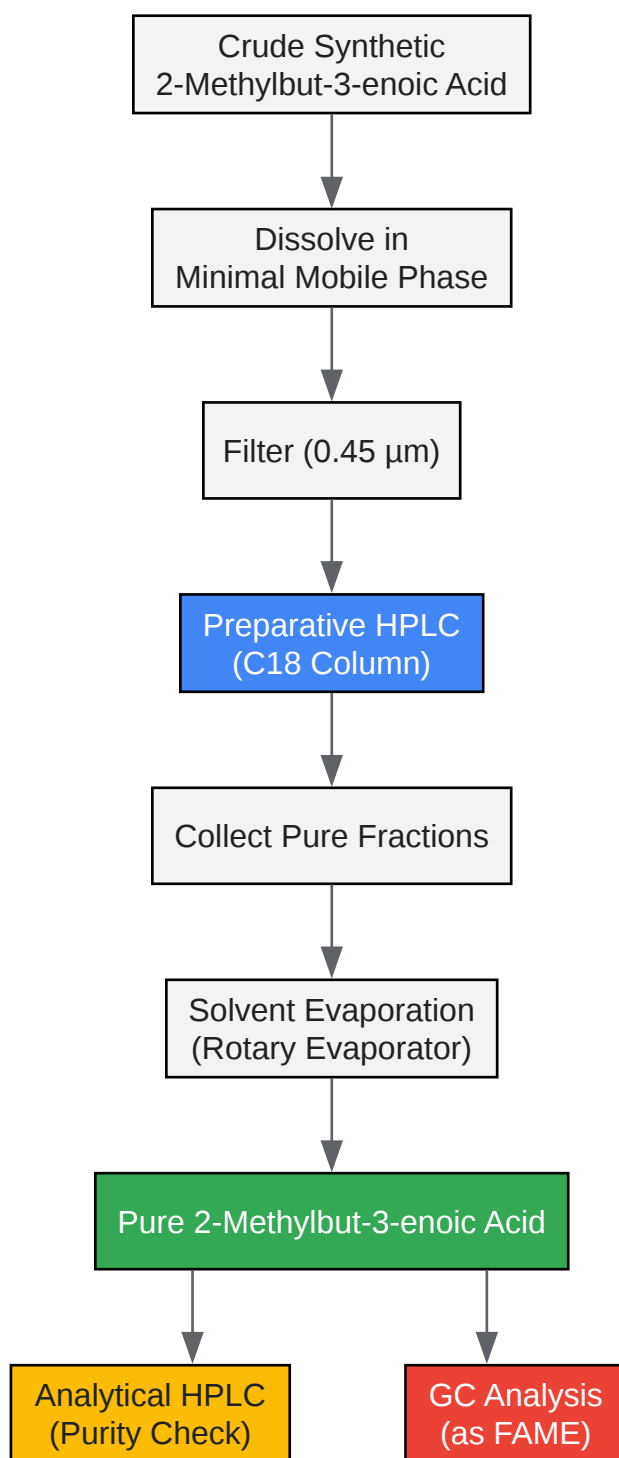 Crude Synthetic
2-Methylbut-3-enoic Acid
Dissolve in
Minimal Mobile Phase
Filter (0.45 µm)
Preparative HPLC
(C18 Column)
Collect Pure Fractions
Solvent Evaporation
(Rotary Evaporator)
Pure 2-Methylbut-3-enoic Acid
Analytical HPLC
(Purity Check)
GC Analysis
(as FAME)